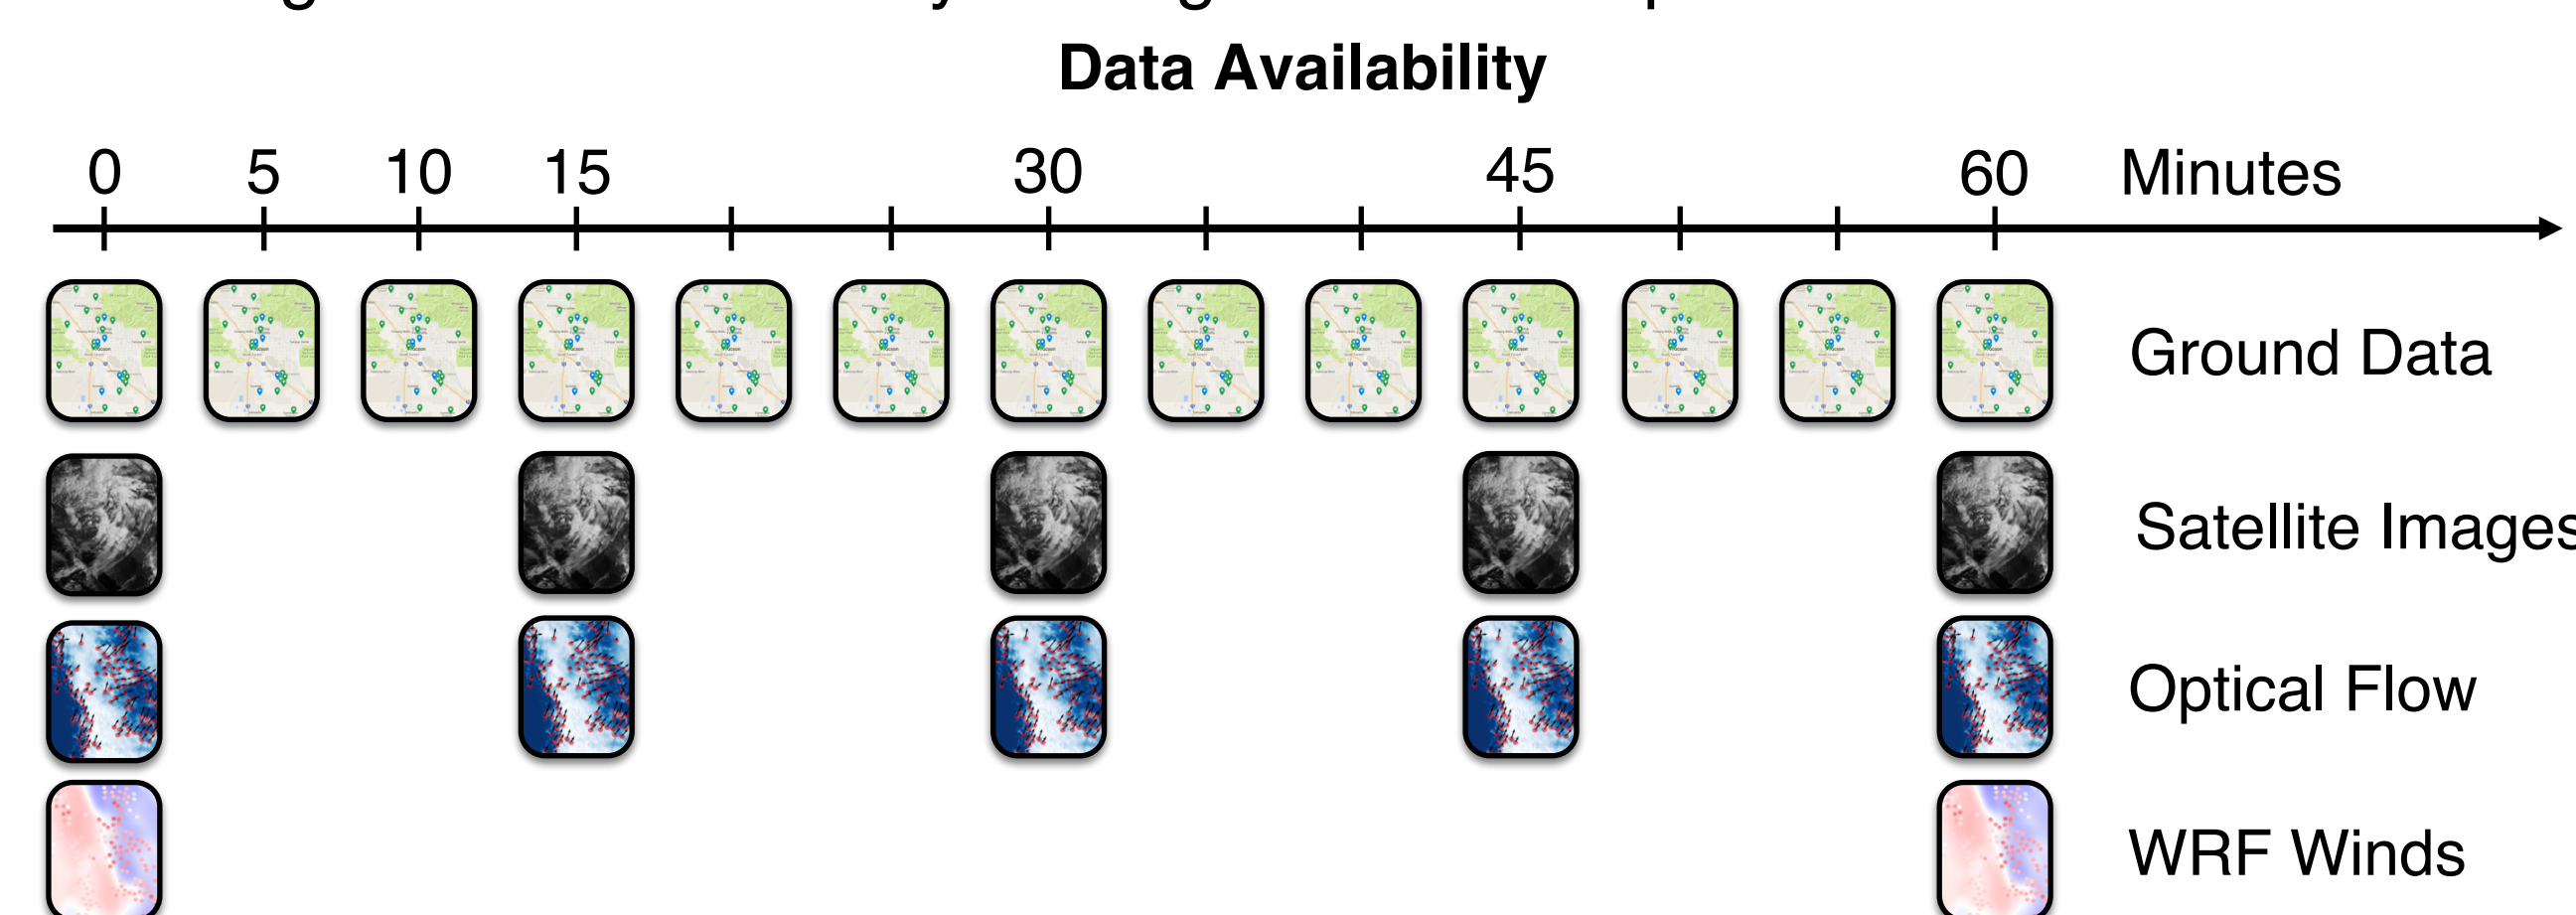 Data Availability
0 5 10 15 30 45 60 Minutes
Ground Data
Satellite Images
Optical Flow
WRF Winds